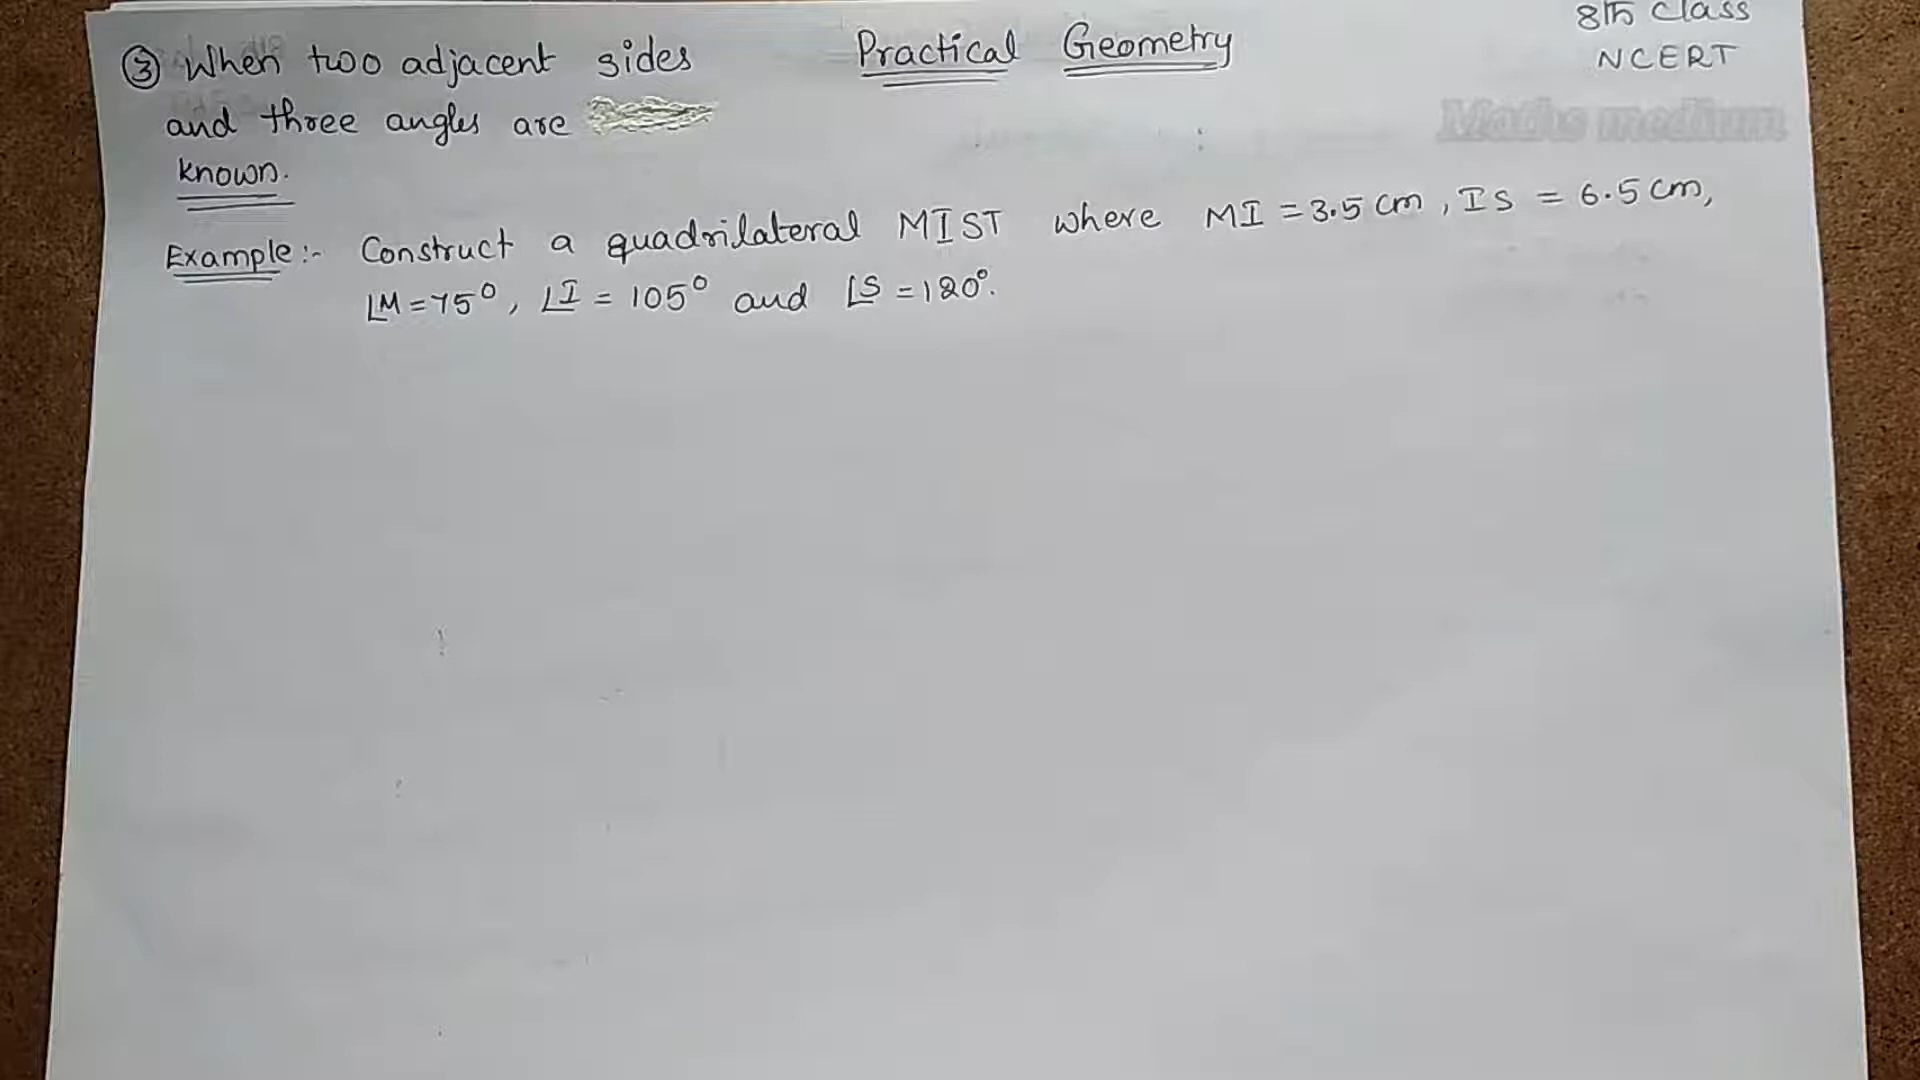 ③ When two adjacent sides
and three angles are
known.
Practical Geometry
8th Class
NCERT
Maths medium
Example:- Construct a quadrilateral MIST where MI = 3.5 cm, IS = 6.5 cm,
∠M = 75°, ∠I = 105° and ∠S = 120°.